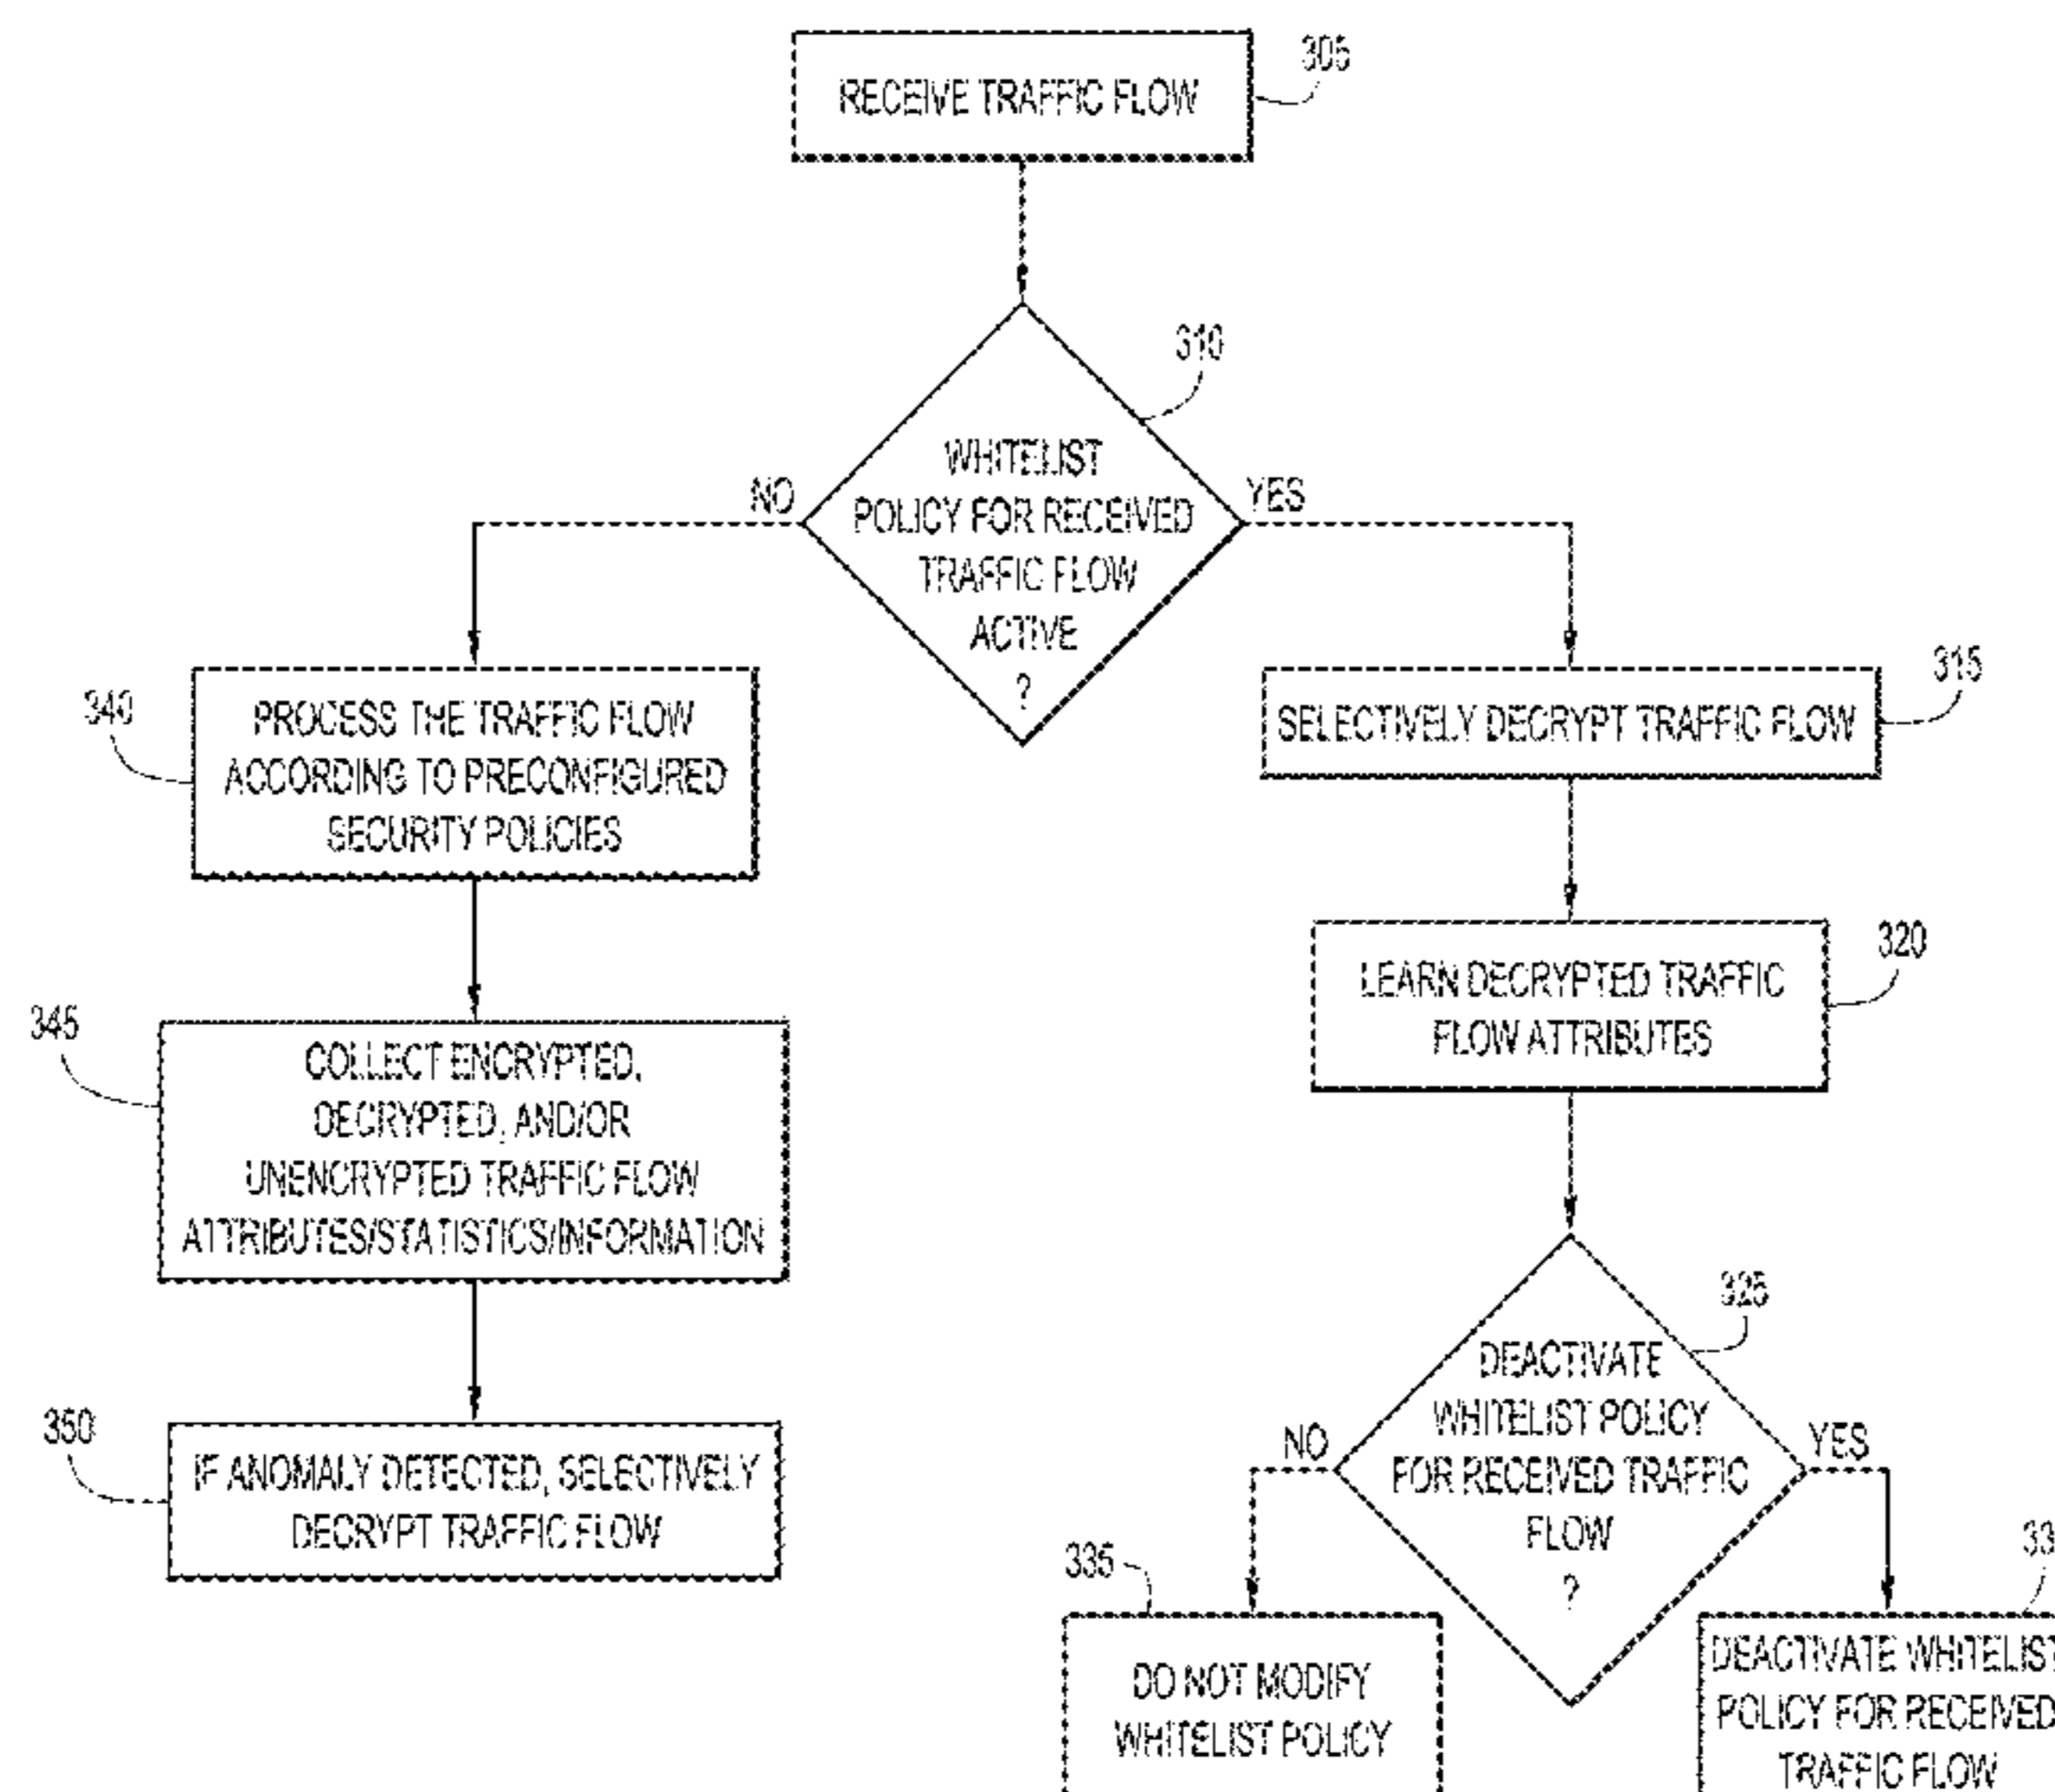 305
RECEIVE TRAFFIC FLOW
310
WHITELIST
POLICY FOR RECEIVED
TRAFFIC FLOW
ACTIVE
?
NO
YES
340
PROCESS THE TRAFFIC FLOW
ACCORDING TO PRECONFIGURED
SECURITY POLICIES
315
SELECTIVELY DECRYPT TRAFFIC FLOW
345
COLLECT ENCRYPTED,
DECRYPTED, AND/OR
UNENCRYPTED TRAFFIC FLOW
ATTRIBUTES/STATISTICS/INFORMATION
320
LEARN DECRYPTED TRAFFIC
FLOW ATTRIBUTES
350
IF ANOMALY DETECTED, SELECTIVELY
DECRYPT TRAFFIC FLOW
325
DEACTIVATE
WHITELIST POLICY
FOR RECEIVED TRAFFIC
FLOW
?
NO
YES
335
DO NOT MODIFY
WHITELIST POLICY
33
DEACTIVATE WHITELIST
POLICY FOR RECEIVED
TRAFFIC FLOW